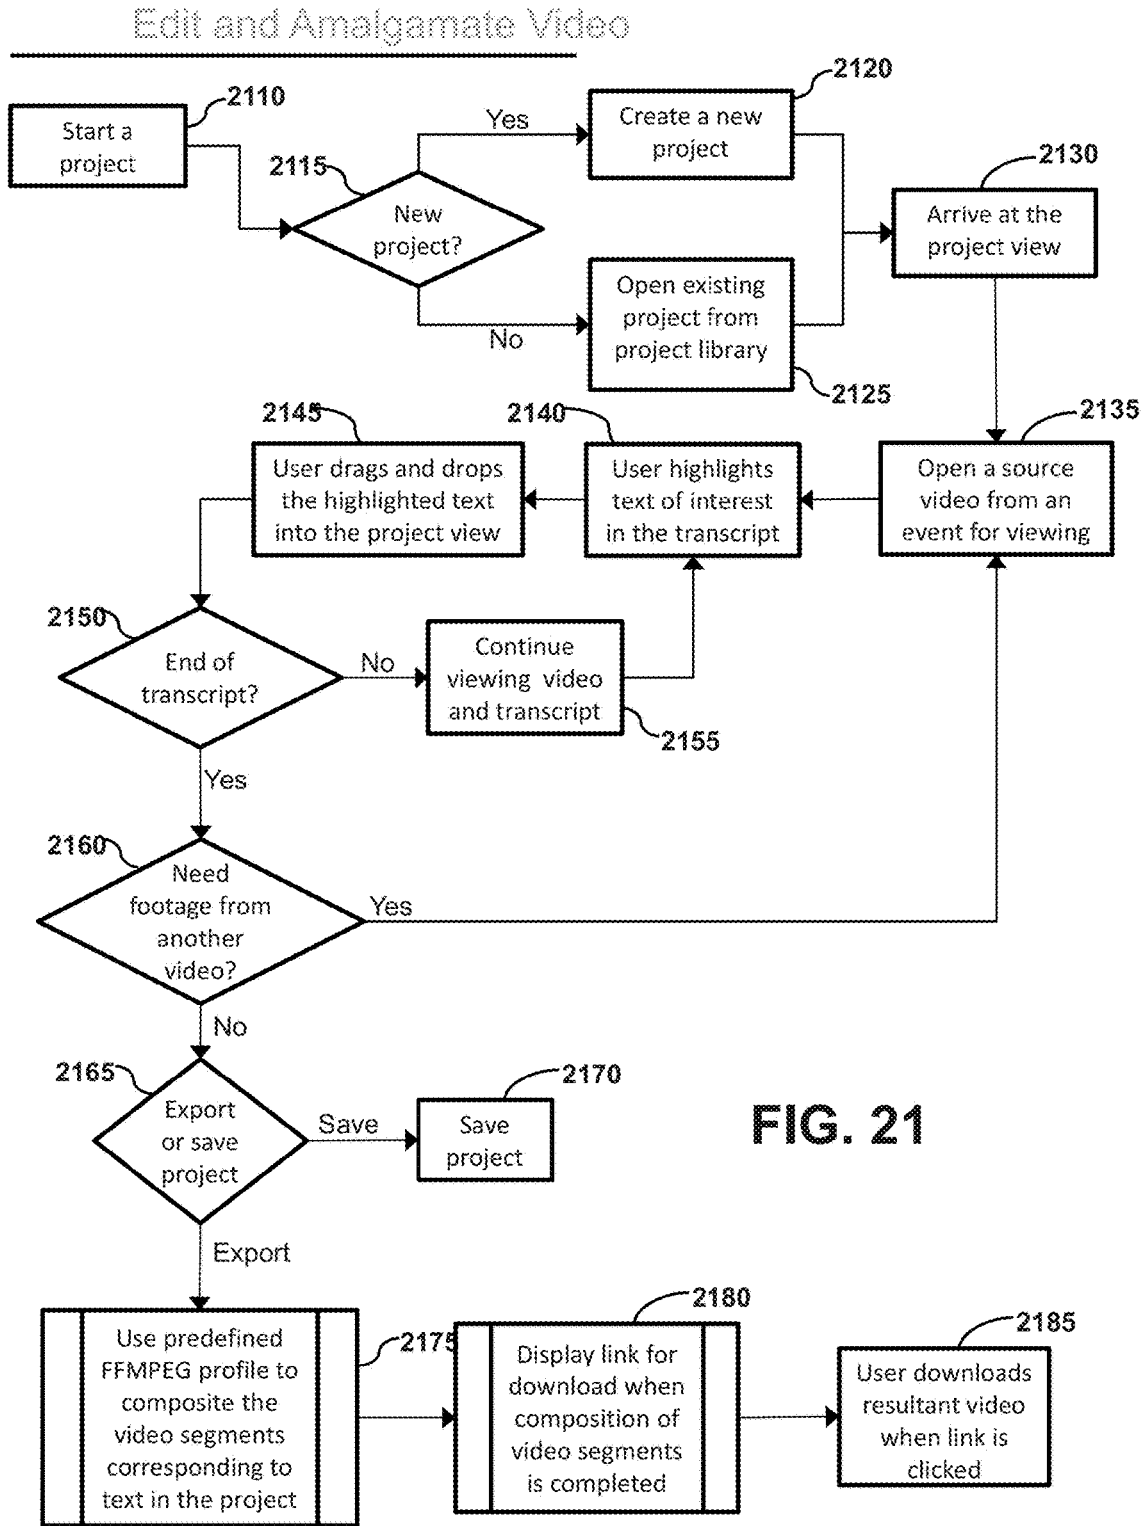 Edit and Amalgamate Video
2110
Start a
project
2115
New
project?
Yes
No
2120
Create a new
project
Open existing
project from
project library
2125
2130
Arrive at the
project view
2135
Open a source
video from an
event for viewing
2140
User highlights
text of interest
in the transcript
2145
User drags and drops
the highlighted text
into the project view
2150
End of
transcript?
No
Continue
viewing video
and transcript
2155
Yes
2160
Need
footage from
another
video?
Yes
No
2165
Export
or save
project
Save
2170
Save
project
FIG. 21
Export
Use predefined
FFMPEG profile to
composite the
video segments
corresponding to
text in the project
2175
2180
Display link for
download when
composition of
video segments
is completed
2185
User downloads
resultant video
when link is
clicked